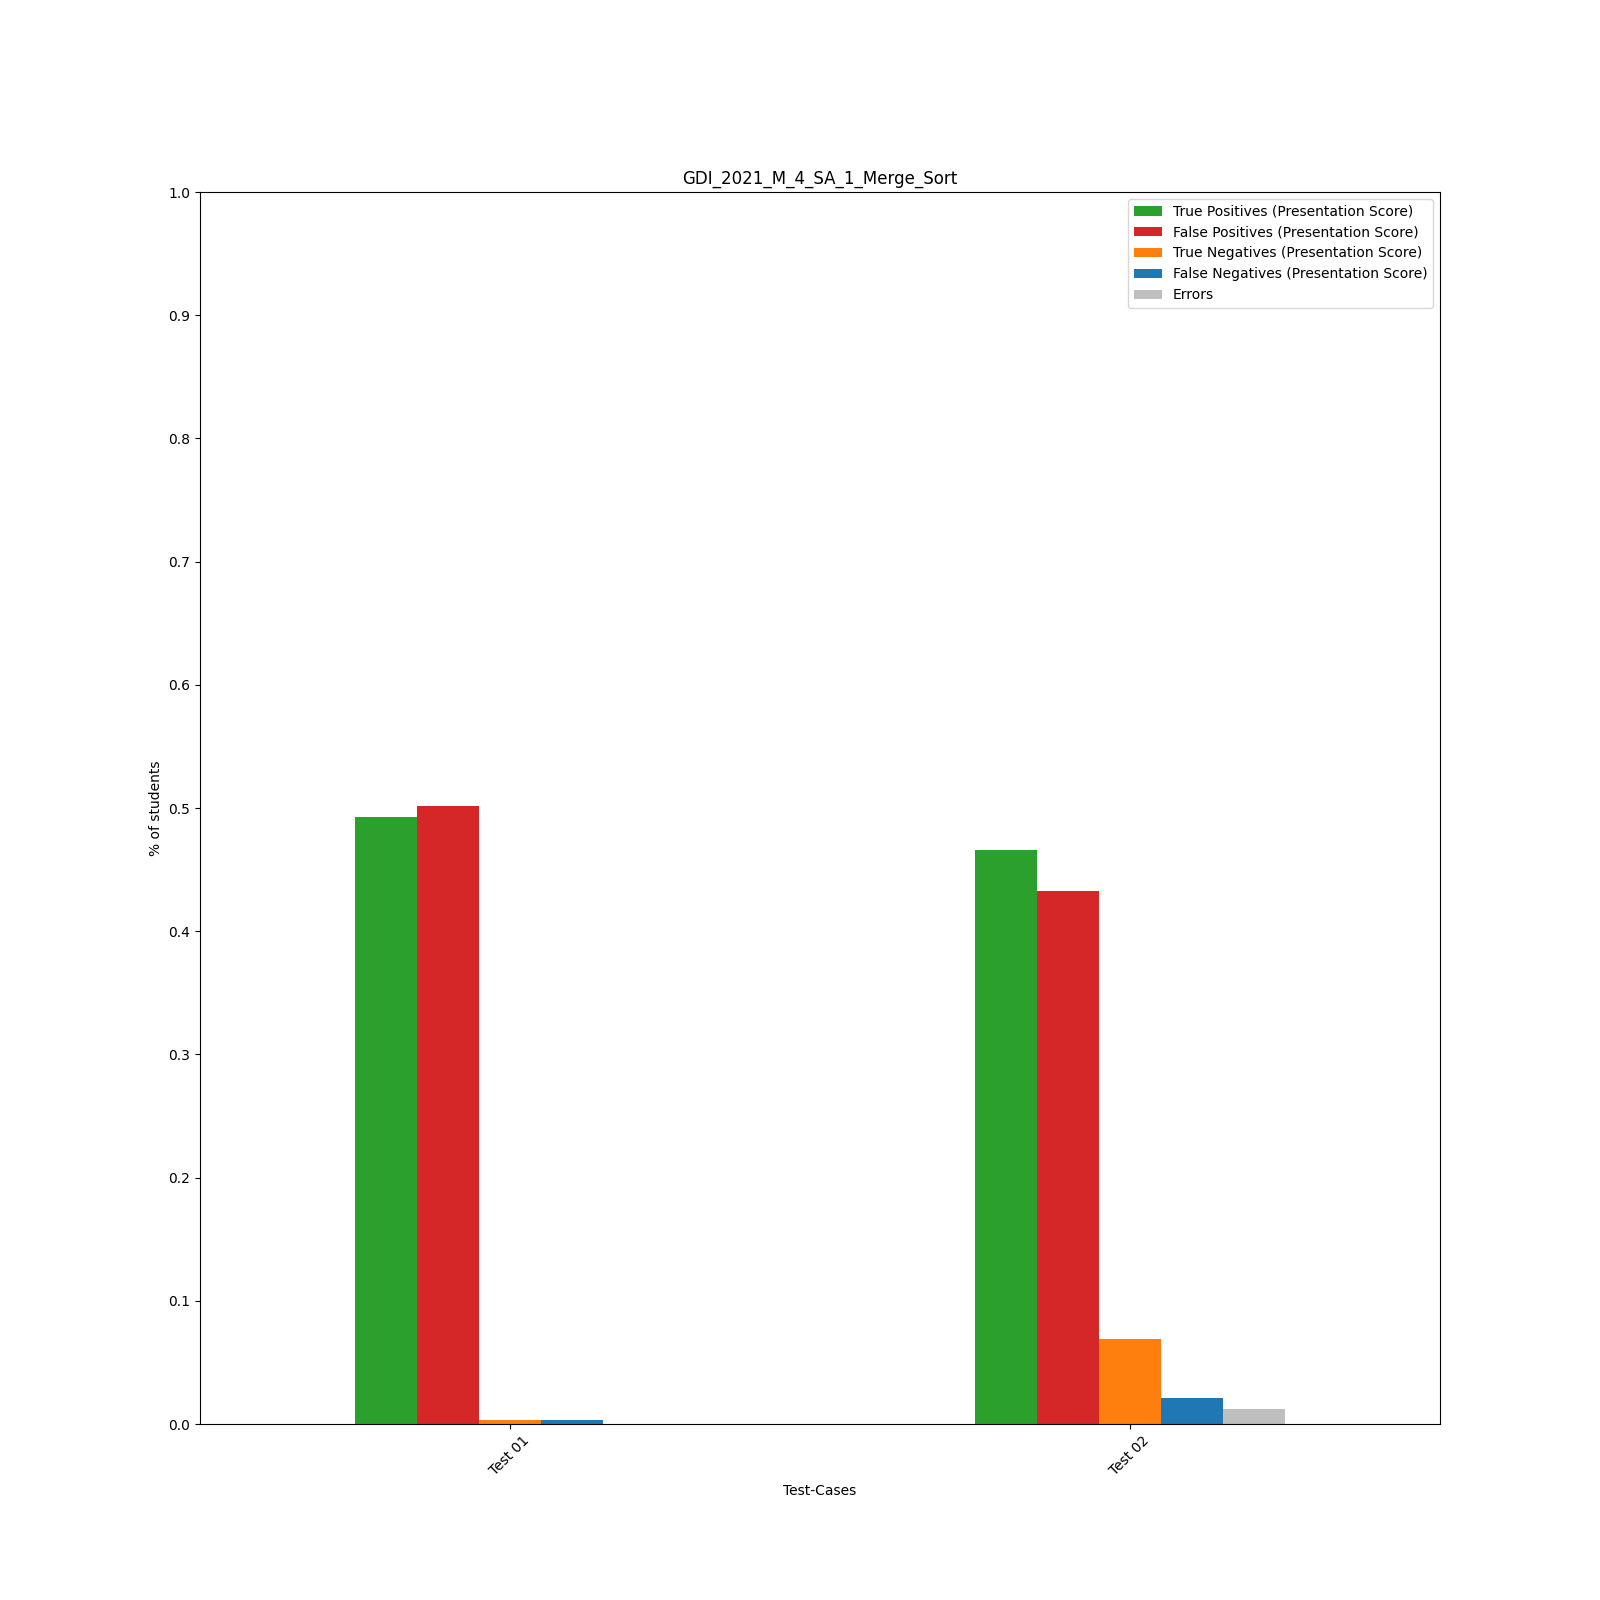 GDI_2021_M_4_SA_1_Merge_Sort
True Positives (Presentation Score)
False Positives (Presentation Score)
True Negatives (Presentation Score)
False Negatives (Presentation Score)
Errors
1.0
0.9
0.8
0.7
0.6
0.5
0.4
0.3
0.2
0.1
0.0
% of students
Test 01
Test 02
Test-Cases